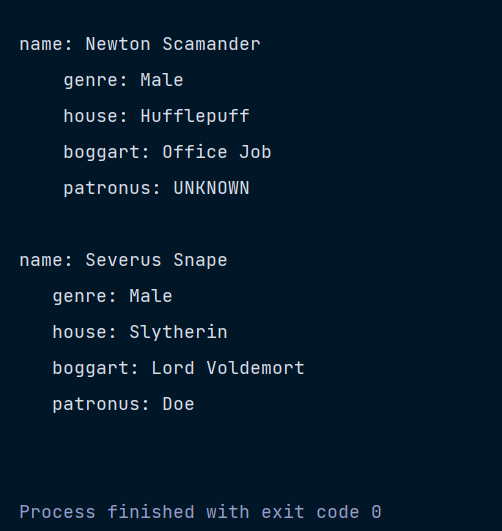 name: Newton Scamander
genre: Male
house: Hufflepuff
boggart: Office Job
patronus: UNKNOWN
name: Severus Snape
genre: Male
house: Slytherin
boggart: Lord Voldemort
patronus: Doe
Process finished with exit code 0